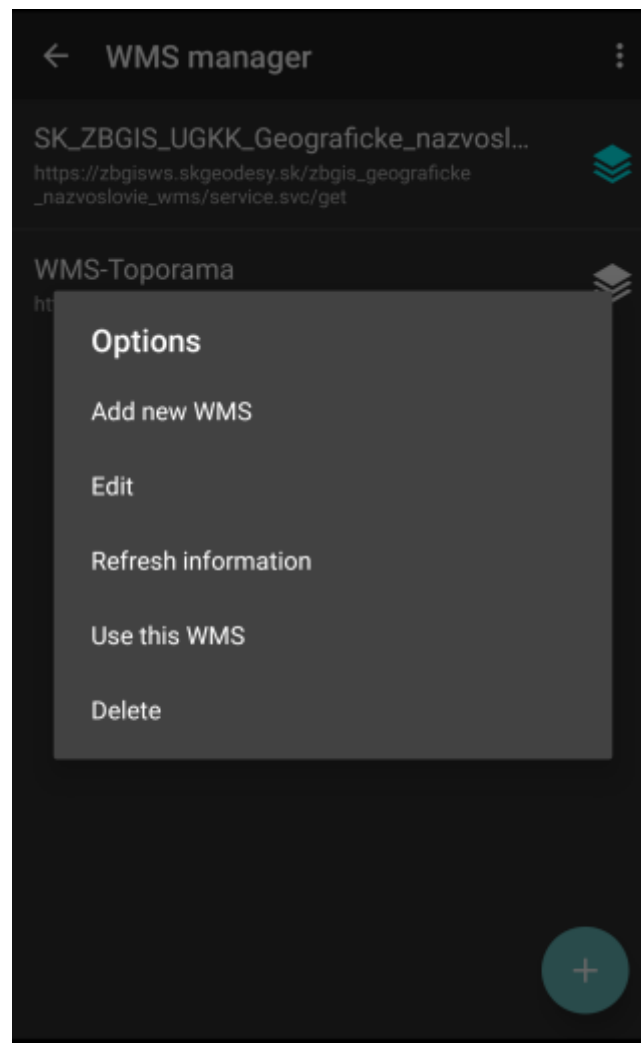 WMS manager
SK_ZBGIS_UGKK_Geograficke_nazvosl...
https://zbgisws.skgeodesy.sk/zbgis_geograficke
_nazvoslovie_wms/service.svc/get
WMS-Toporama
ht
Options
Add new WMS
Edit
Refresh information
Use this WMS
Delete